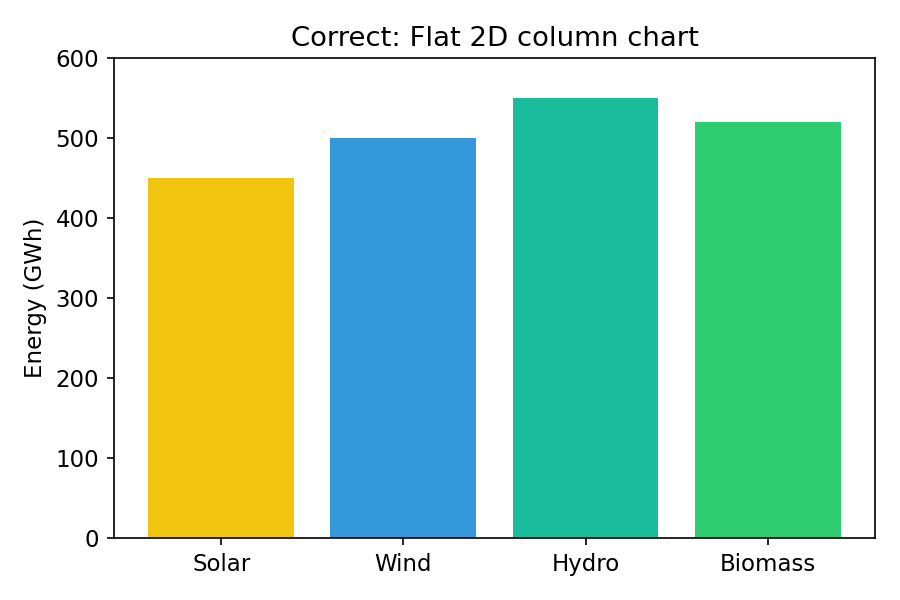 Correct: Flat 2D column chart
Energy (GWh)
600
500
400
300
200
100
0
Solar Wind Hydro Biomass